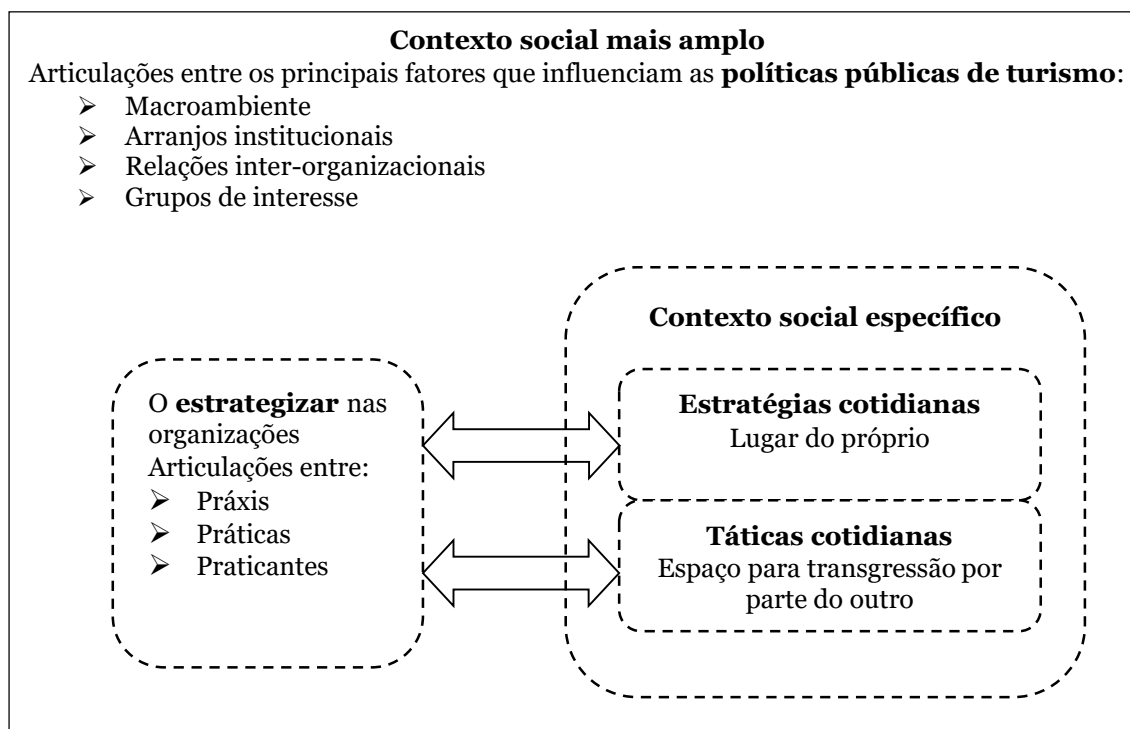 Contexto social mais amplo
Articulações entre os principais fatores que influenciam as políticas públicas de turismo:
➢ Macroambiente
➢ Arranjos institucionais
➢ Relações inter-organizacionais
➢ Grupos de interesse
Contexto social específico
O estrategizar nas
organizações
Articulações entre:
➢ Práxis
➢ Práticas
➢ Praticantes
Estratégias cotidianas
Lugar do próprio
Táticas cotidianas
Espaço para transgressão por
parte do outro